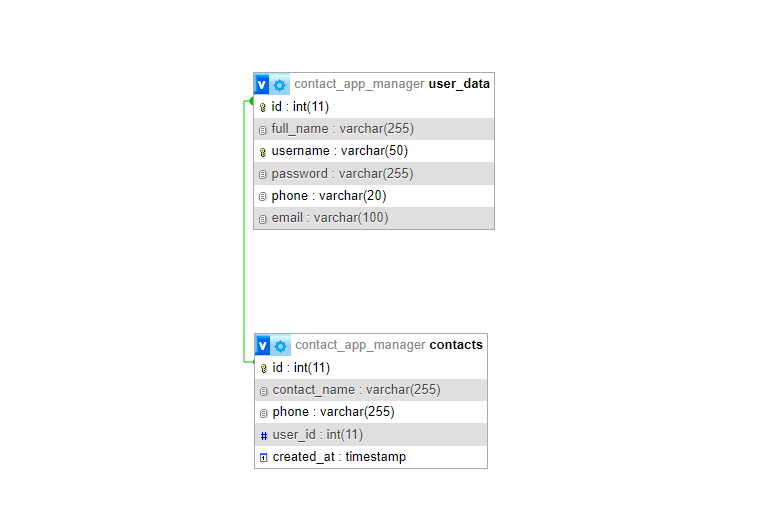 v contact_app_manager user_data
id : int(11)
full_name : varchar(255)
username : varchar(50)
password : varchar(255)
phone : varchar(20)
email : varchar(100)
v contact_app_manager contacts
id : int(11)
contact_name : varchar(255)
phone : varchar(255)
# user_id : int(11)
created_at : timestamp